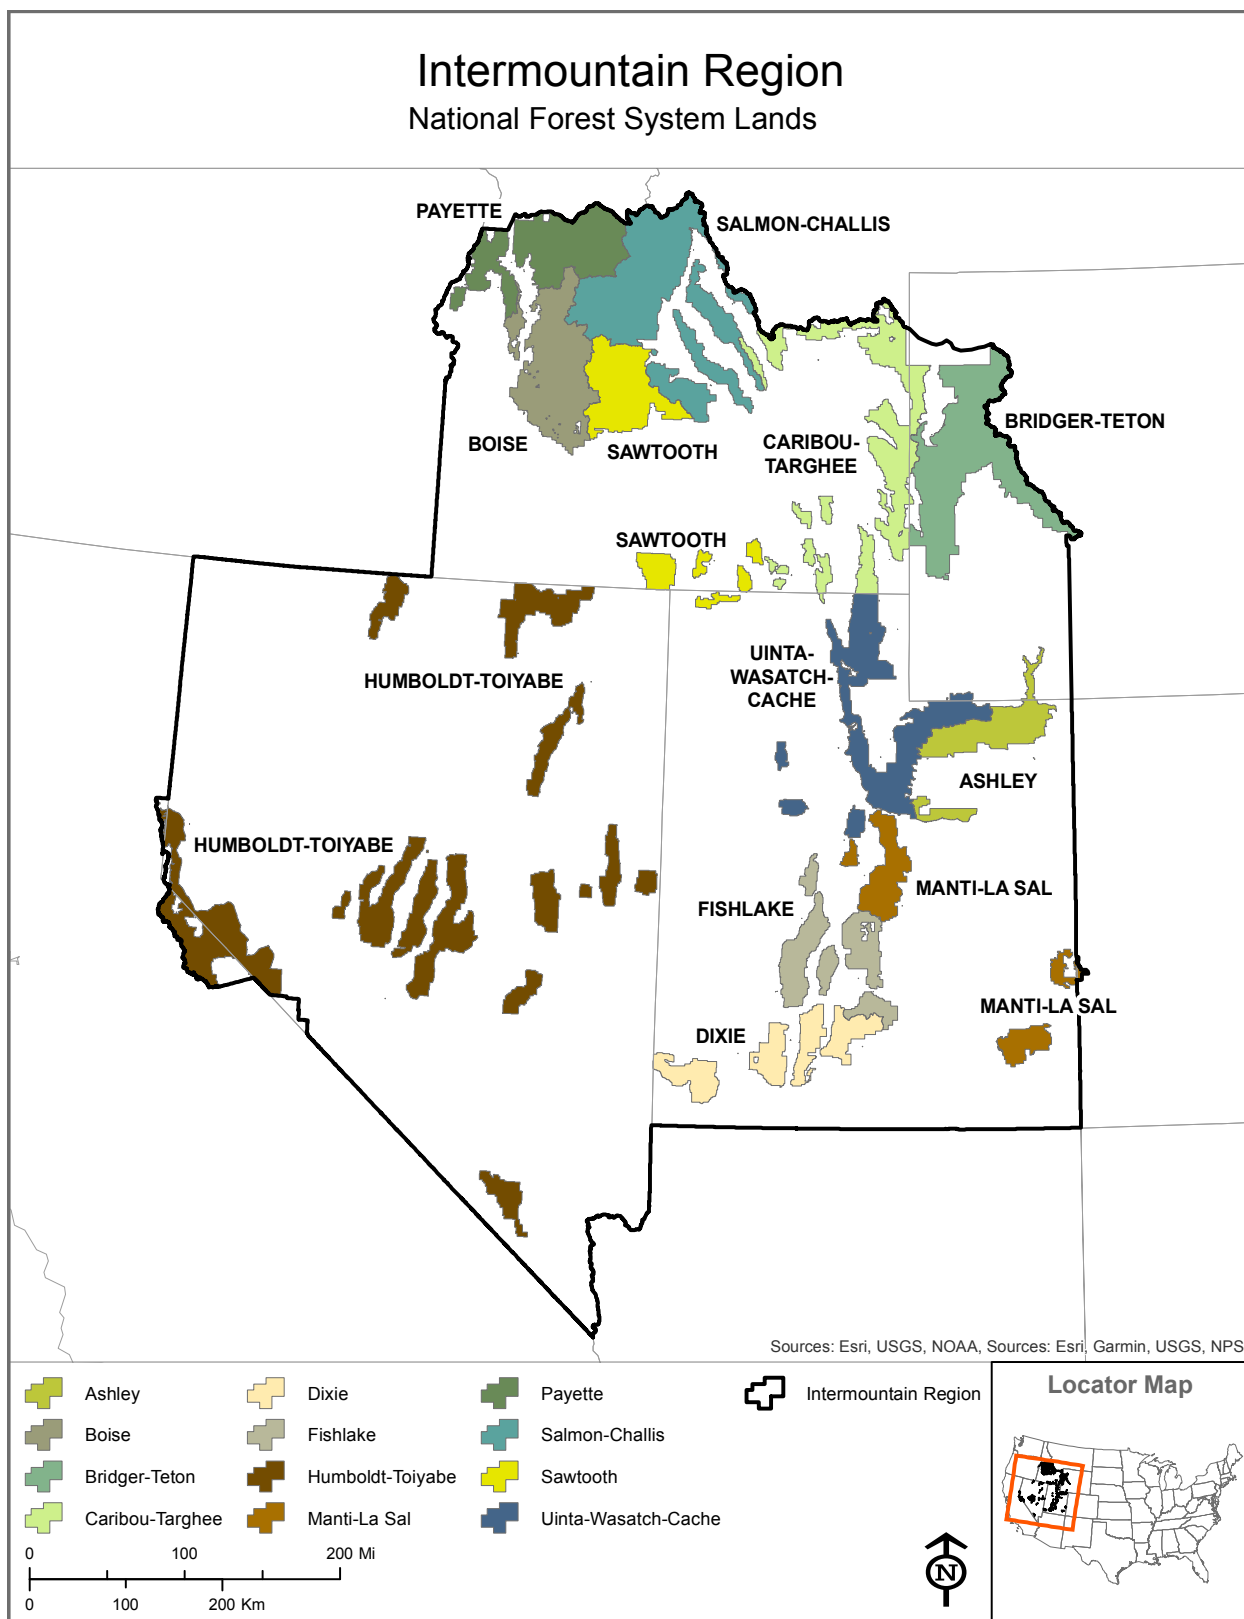 Intermountain Region
National Forest System Lands
PAYETTE
SALMON-CHALLIS
BRIDGER-TETON
BOISE
SAWTOOTH
CARIBOU-
TARGHEE
SAWTOOTH
HUMBOLDT-TOIYABE
UINTA-
WASATCH-
CACHE
ASHLEY
HUMBOLDT-TOIYABE
MANTI-LA SAL
FISHLAKE
MANTI-LA SAL
DIXIE
Sources: Esri, USGS, NOAA, Sources: Esri, Garmin, USGS, NPS
Ashley
Boise
Bridger-Teton
Caribou-Targhee
Dixie
Fishlake
Humboldt-Toiyabe
Manti-La Sal
Payette
Salmon-Challis
Sawtooth
Uinta-Wasatch-Cache
Intermountain Region
0 100 200 Mi
0 100 200 Km
N
Locator Map